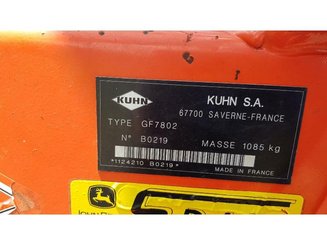 KUHN
KUHN S.A.
67700 SAVERNE-FRANCE
TYPE GF7802
N° B0219 MASSE 1085 kg
*1124210 B0219*
MADE IN FRANCE